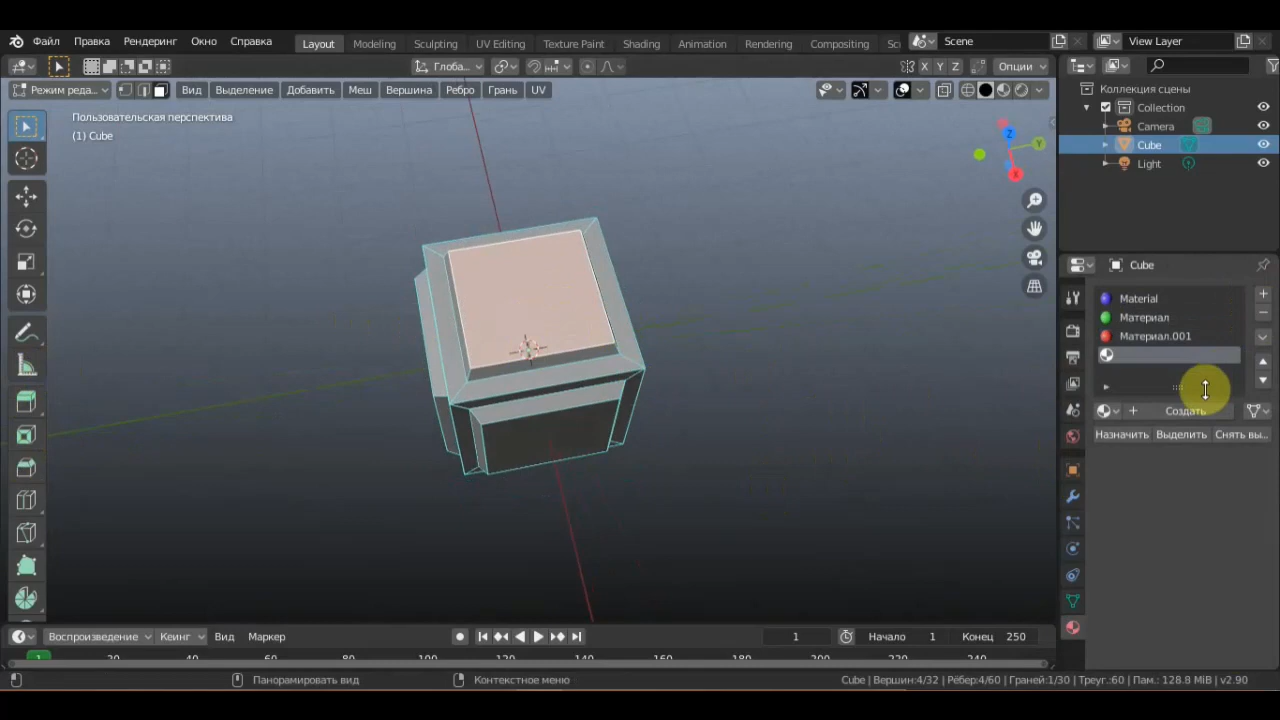 Файл Правка Рендеринг Окно Справка Layout Modeling Sculpting UV Editing Texture Paint Shading Animation Rendering Compositing Sc Scene View Layer
Глоба... X Y Z Опции
Режим реда... Вид Выделение Добавить Меш Вершина Ребро Грань UV
Коллекция сцены
Collection
Camera
Cube
Light
Пользовательская перспектива
(1) Cube
Z Y X
Cube
Material
Материал
Материал.001
Создать
Назначить Выделить Снять вы...
Воспроизведение Кеинг Вид Маркер 1 Начало 1 Конец 250
1 20 40 60 80 100 120 140 160 180 200 220 240
Панорамировать вид Контекстное меню Cube | Вершин:4/32 | Рёбер:4/60 | Граней:1/30 | Треуг.:60 | Пам.: 128.8 MiB | v2.90